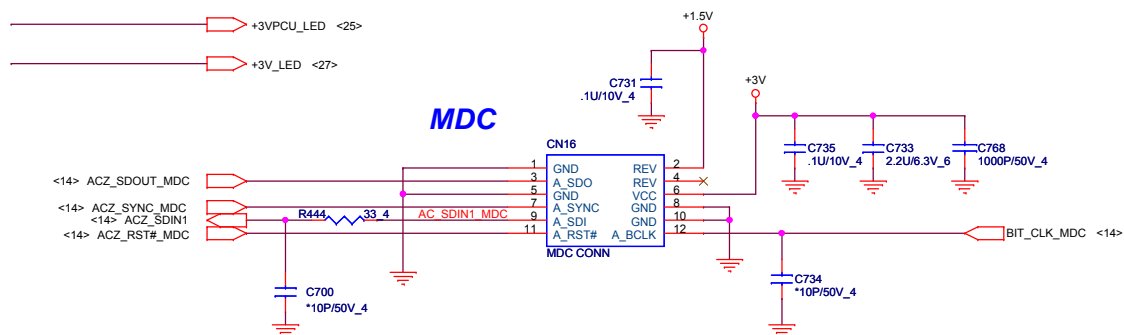 +3VPCU_LED <25>
+1.5V
+3V_LED <27>
C731
.1U/10V_4
+3V
MDC
CN16
C735
.1U/10V_4
C733
2.2U/6.3V_6
C768
1000P/50V_4
1 GND REV 2
<14> ACZ_SDOUT_MDC 3 A_SDO REV 4
5 GND VCC 6
<14> ACZ_SYNC_MDC 7 A_SYNC GND 8
<14> ACZ_SDIN1 R444 33_4 AC_SDIN1_MDC 9 A_SDI GND 10
<14> ACZ_RST#_MDC 11 A_RST# A_BCLK 12 BIT_CLK_MDC <14>
MDC CONN
C734
*10P/50V_4
C700
*10P/50V_4